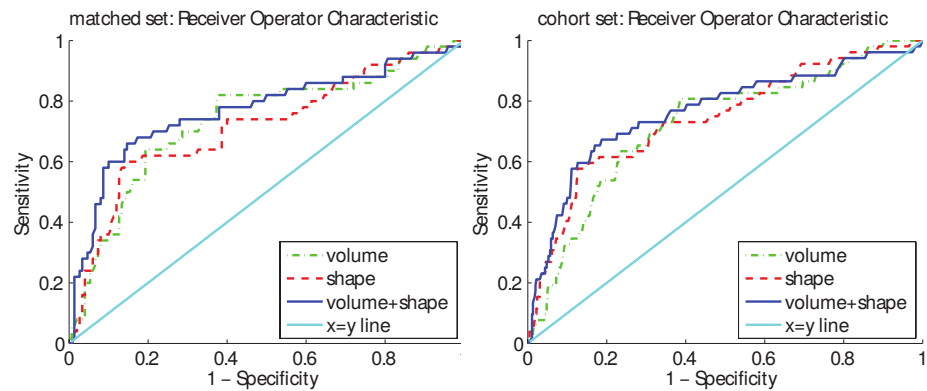 matched set: Receiver Operator Characteristic
1
0.8
0.6
0.4
0.2
0
Sensitivity
volume
shape
volume+shape
x=y line
0 0.2 0.4 0.6 0.8
1 − Specificity
cohort set: Receiver Operator Characteristic
1
0.8
0.6
0.4
0.2
0
Sensitivity
volume
shape
volume+shape
x=y line
0 0.2 0.4 0.6 0.8 1
1 − Specificity